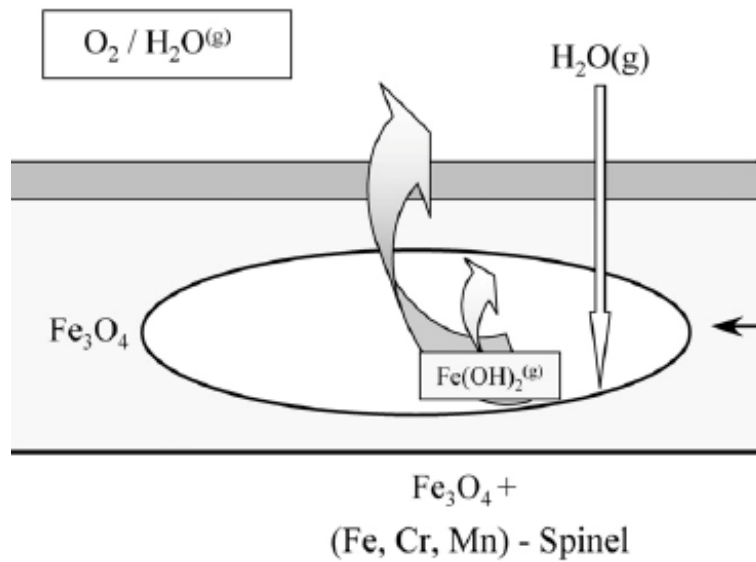 O₂ / H₂O⁽ᵍ⁾
H₂O(g)
Fe₃O₄
Fe(OH)₂⁽ᵍ⁾
Fe₃O₄ +
(Fe, Cr, Mn) - Spinel